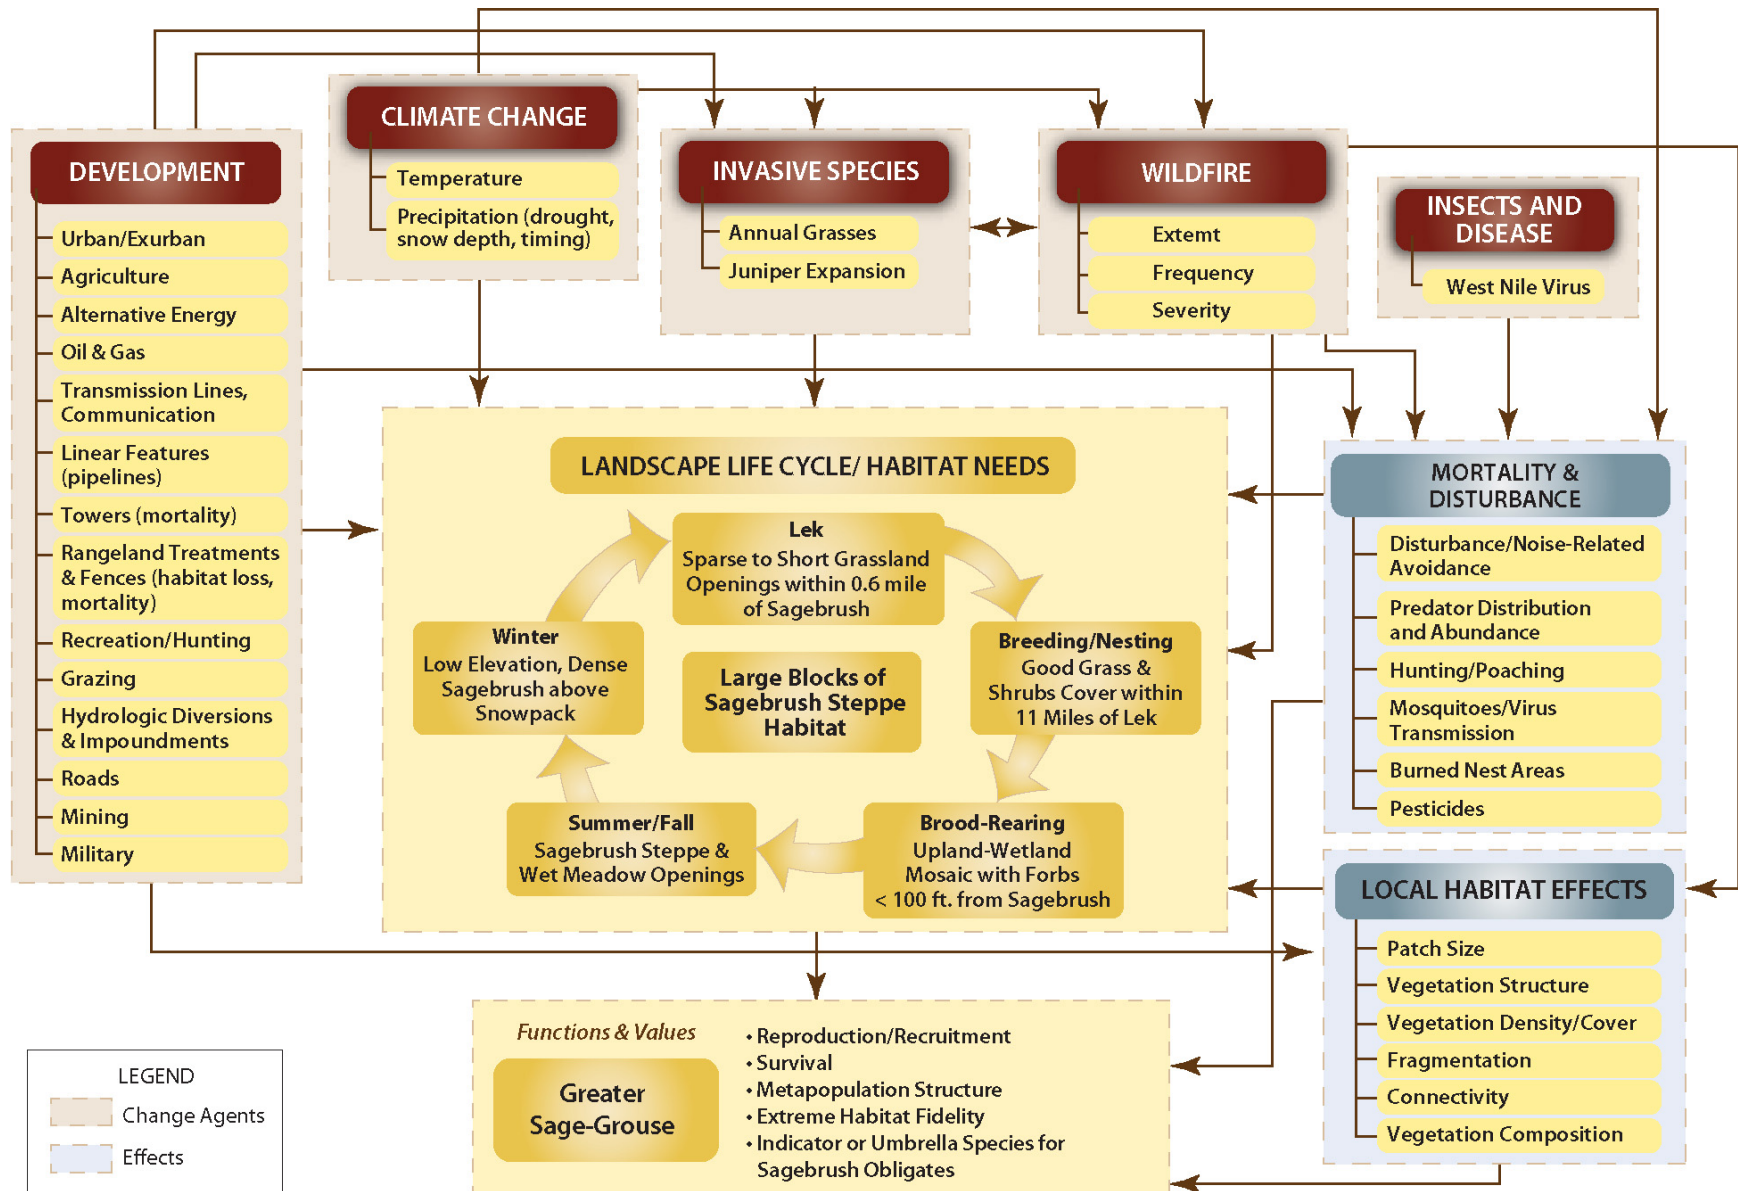 DEVELOPMENT
Urban/Exurban
Agriculture
Alternative Energy
Oil & Gas
Transmission Lines,
Communication
Linear Features
(pipelines)
Towers (mortality)
Rangeland Treatments
& Fences (habitat loss,
mortality)
Recreation/Hunting
Grazing
Hydrologic Diversions
& Impoundments
Roads
Mining
Military
CLIMATE CHANGE
Temperature
Precipitation (drought,
snow depth, timing)
INVASIVE SPECIES
Annual Grasses
Juniper Expansion
WILDFIRE
Extemt
Frequency
Severity
INSECTS AND
DISEASE
West Nile Virus
LANDSCAPE LIFE CYCLE/ HABITAT NEEDS
Lek
Sparse to Short Grassland
Openings within 0.6 mile
of Sagebrush
Breeding/Nesting
Good Grass &
Shrubs Cover within
11 Miles of Lek
Brood-Rearing
Upland-Wetland
Mosaic with Forbs
< 100 ft. from Sagebrush
Summer/Fall
Sagebrush Steppe &
Wet Meadow Openings
Winter
Low Elevation, Dense
Sagebrush above
Snowpack
Large Blocks of
Sagebrush Steppe
Habitat
MORTALITY &
DISTURBANCE
Disturbance/Noise-Related
Avoidance
Predator Distribution
and Abundance
Hunting/Poaching
Mosquitoes/Virus
Transmission
Burned Nest Areas
Pesticides
LOCAL HABITAT EFFECTS
Patch Size
Vegetation Structure
Vegetation Density/Cover
Fragmentation
Connectivity
Vegetation Composition
Functions & Values
Greater
Sage-Grouse
• Reproduction/Recruitment
• Survival
• Metapopulation Structure
• Extreme Habitat Fidelity
• Indicator or Umbrella Species for
Sagebrush Obligates
LEGEND
Change Agents
Effects